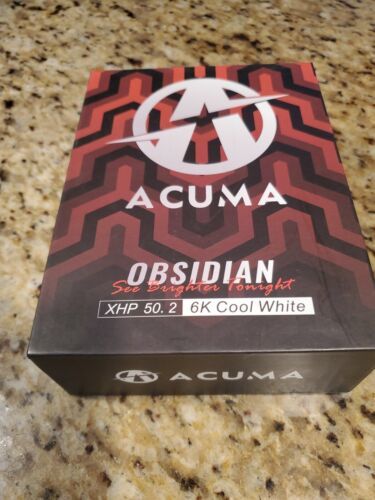 ACUMA
OBSIDIAN
See Brighter Tonight
XHP 50.2 6K Cool White
ACUMA